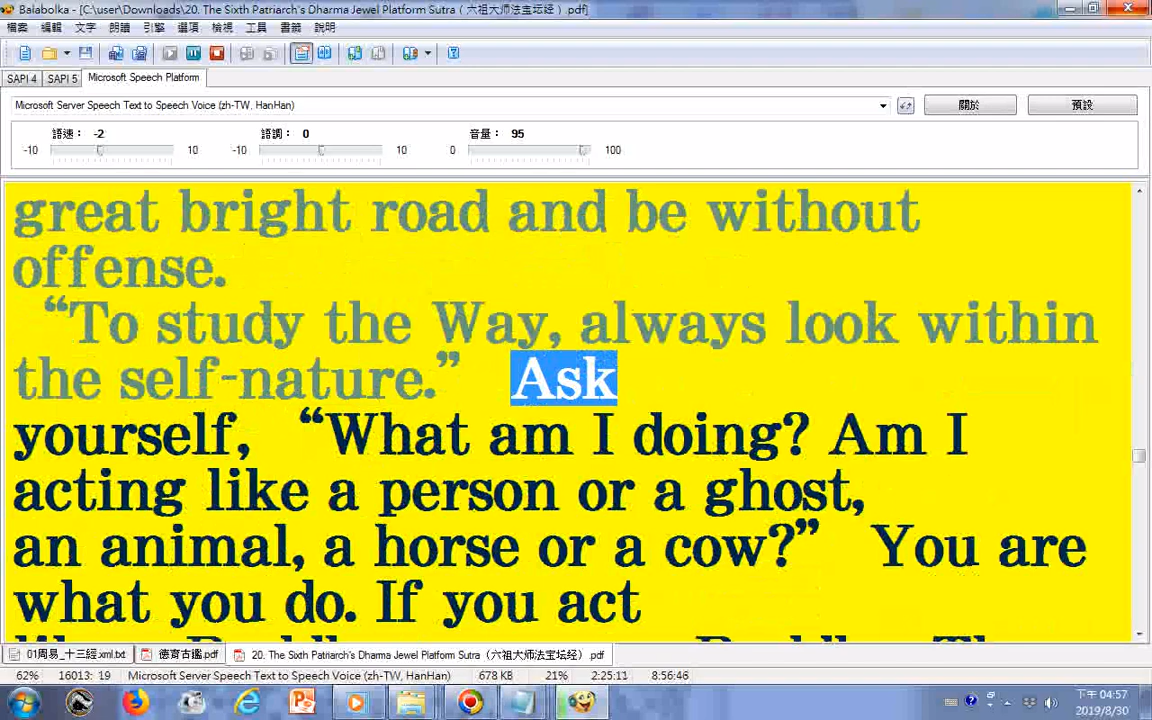 Balabolka - [C:\user\Downloads\20. The Sixth Patriarch's Dharma Jewel Platform Sutra（六祖大师法宝坛经）.pdf]
檔案 編輯 文字 朗讀 引擎 選項 檢視 工具 書籤 說明
SAPI 4 SAPI 5 Microsoft Speech Platform
Microsoft Server Speech Text to Speech Voice (zh-TW, HanHan) 關於 預設
語速： -2 語調： 0 音量： 95
-10 10 -10 10 0 100
great bright road and be without
offense.
“To study the Way, always look within
the self-nature.” Ask
yourself, “What am I doing? Am I
acting like a person or a ghost,
an animal, a horse or a cow?” You are
what you do. If you act
01周易_十三經.xml.txt 德育古鑑.pdf 20. The Sixth Patriarch's Dharma Jewel Platform Sutra（六祖大师法宝坛经）.pdf
62% 16013: 19 Microsoft Server Speech Text to Speech Voice (zh-TW, HanHan) 678 KB 21% 2:25:11 8:56:46
下午 04:57
2019/8/30